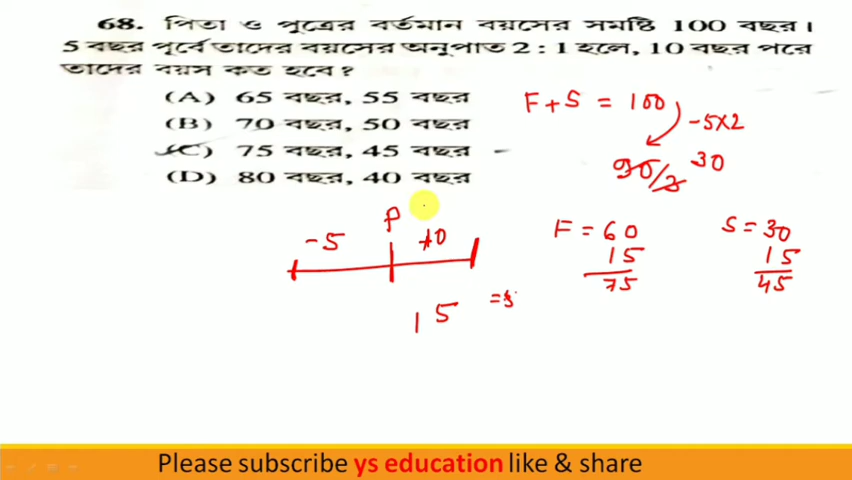 68. পিতা ও পুত্রের বর্তমান বয়সের সমষ্টি 100 বছর।
5 বছর পূর্বে তাদের বয়সের অনুপাত 2 : 1 হলে, 10 বছর পরে
তাদের বয়স কত হবে?
(A) 65 বছর, 55 বছর
(B) 70 বছর, 50 বছর
(C) 75 বছর, 45 বছর
(D) 80 বছর, 40 বছর
F + S = 100
-5×2
90/3 30
P
-5 +10
15
F = 60
15
75
S = 30
15
45
Please subscribe ys education like & share